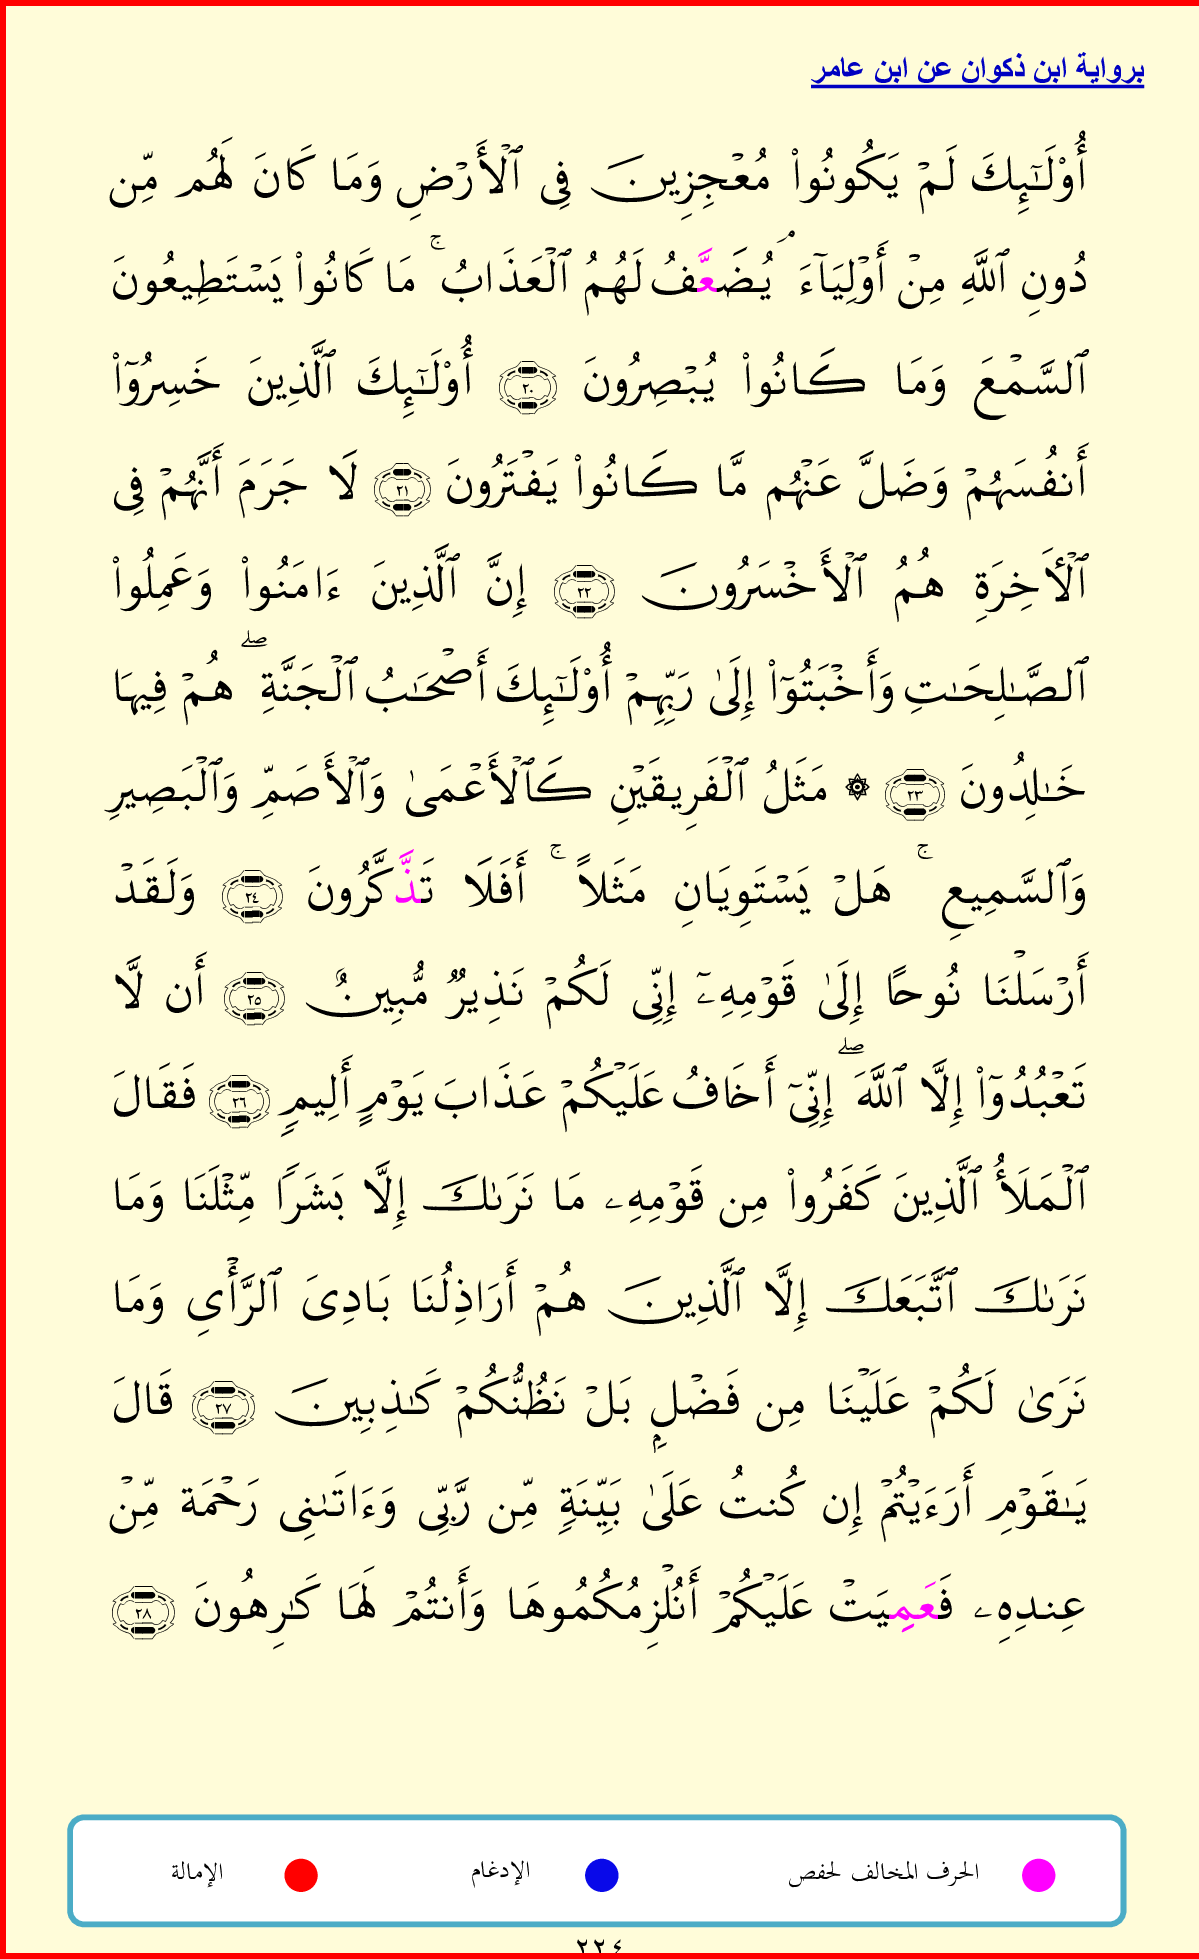 برواية ابن ذكوان عن ابن عامر
أُوْلَـٰٓئِكَ لَمۡ يَكُونُواْ مُعۡجِزِينَ فِي ٱلۡأَرۡضِ وَمَا كَانَ لَهُم مِّن
دُونِ ٱللَّهِ مِنۡ أَوۡلِيَآءَۘ يُضَعَّفُ لَهُمُ ٱلۡعَذَابُۚ مَا كَانُواْ يَسۡتَطِيعُونَ
ٱلسَّمۡعَ وَمَا كَانُواْ يُبۡصِرُونَ ٢٠ أُوْلَـٰٓئِكَ ٱلَّذِينَ خَسِرُوٓاْ
أَنفُسَهُمۡ وَضَلَّ عَنۡهُم مَّا كَانُواْ يَفۡتَرُونَ ٢١ لَا جَرَمَ أَنَّهُمۡ فِي
ٱلۡأَخِرَةِ هُمُ ٱلۡأَخۡسَرُونَ ٢٢ إِنَّ ٱلَّذِينَ ءَامَنُواْ وَعَمِلُواْ
ٱلصَّـٰلِحَـٰتِ وَأَخۡبَتُوٓاْ إِلَىٰ رَبِّهِمۡ أُوْلَـٰٓئِكَ أَصۡحَـٰبُ ٱلۡجَنَّةِۖ هُمۡ فِيهَا
خَـٰلِدُونَ ٢٣ ۞ مَثَلُ ٱلۡفَرِيقَيۡنِ كَٱلۡأَعۡمَىٰ وَٱلۡأَصَمِّ وَٱلۡبَصِيرِ
وَٱلسَّمِيعِۚ هَلۡ يَسۡتَوِيَانِ مَثَلاًۚ أَفَلَا تَذَّكَّرُونَ ٢٤ وَلَقَدۡ
أَرۡسَلۡنَا نُوحًا إِلَىٰ قَوۡمِهِۦٓ إِنِّي لَكُمۡ نَذِيرٌ مُّبِينٌ ٢٥ أَن لَّا
تَعۡبُدُوٓاْ إِلَّا ٱللَّهَۖ إِنِّيٓ أَخَافُ عَلَيۡكُمۡ عَذَابَ يَوۡمٍ أَلِيمٍ ٢٦ فَقَالَ
ٱلۡمَلَأُ ٱلَّذِينَ كَفَرُواْ مِن قَوۡمِهِۦ مَا نَرَىٰكَ إِلَّا بَشَرًا مِّثۡلَنَا وَمَا
نَرَىٰكَ ٱتَّبَعَكَ إِلَّا ٱلَّذِينَ هُمۡ أَرَاذِلُنَا بَادِيَ ٱلرَّأۡيِ وَمَا
نَرَىٰ لَكُمۡ عَلَيۡنَا مِن فَضۡلِۭ بَلۡ نَظُنُّكُمۡ كَـٰذِبِينَ ٢٧ قَالَ
يَـٰقَوۡمِ أَرَءَيۡتُمۡ إِن كُنتُ عَلَىٰ بَيِّنَةٍ مِّن رَّبِّي وَءَاتَىٰنِي رَحۡمَة مِّنۡ
عِندِهِۦ فَعَمِيَتۡ عَلَيۡكُمۡ أَنُلۡزِمُكُمُوهَا وَأَنتُمۡ لَهَا كَـٰرِهُونَ ٢٨
الحرف المخالف لحفص الإدغام الإمالة
٢٢٤